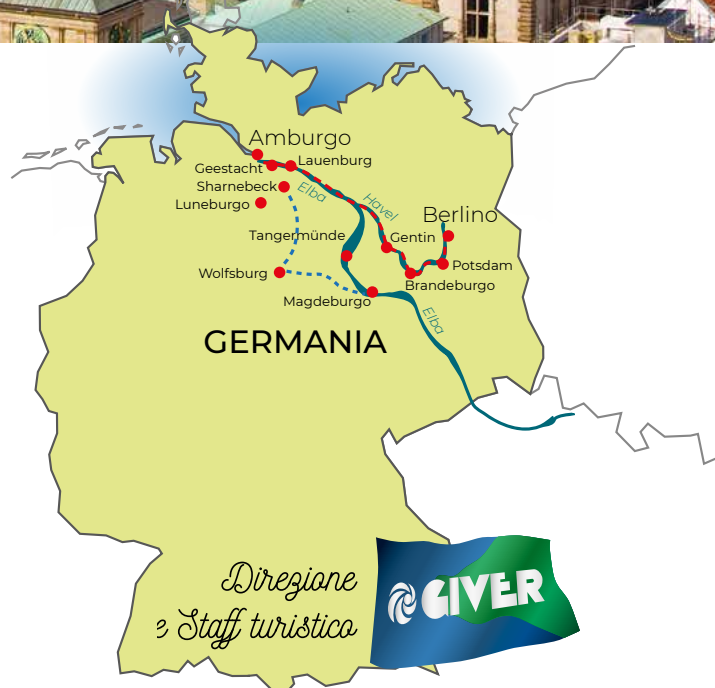 Amburgo
Lauenburg
Geestacht
Sharnebeck
Elba
Luneburgo
Havel
Berlino
Tangermünde
Gentin
Wolfsburg
Potsdam
Brandeburgo
Magdeburgo
Elba
GERMANIA
Direzione
e Staff turistico
GIVER